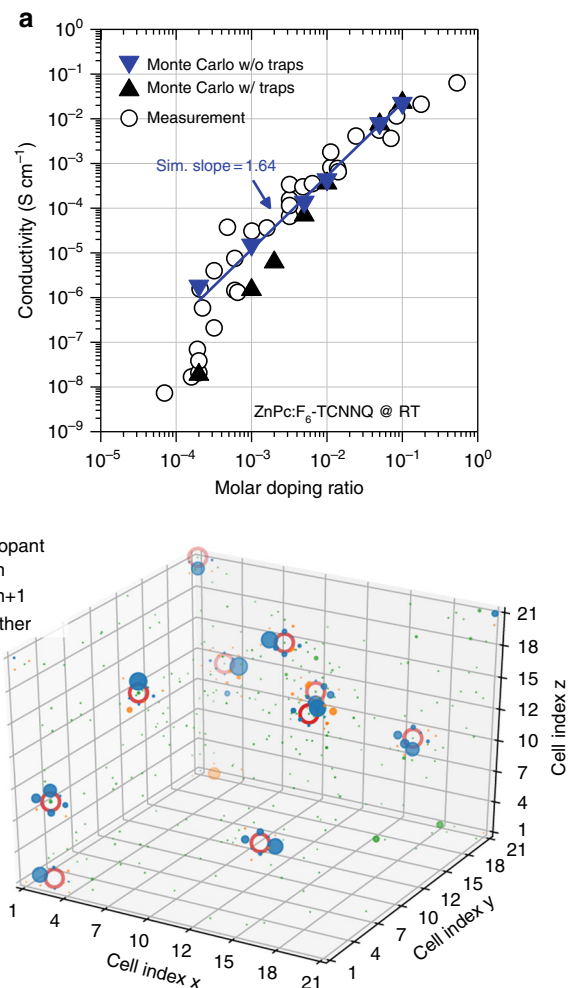 a
10⁰
10⁻¹
10⁻²
10⁻³
10⁻⁴
10⁻⁵
10⁻⁶
10⁻⁷
10⁻⁸
10⁻⁹
Conductivity (S cm⁻¹)
Monte Carlo w/o traps
Monte Carlo w/ traps
Measurement
Sim. slope = 1.64
ZnPc:F₆-TCNNQ @ RT
10⁻⁵ 10⁻⁴ 10⁻³ 10⁻² 10⁻¹ 10⁰
Molar doping ratio
opant
n
n+1
ther
21
18
15
12
10
7
4
1
Cell index z
21
18
15
12
10
7
4
1
Cell index y
1 4 7 10 12 15 18 21
Cell index x